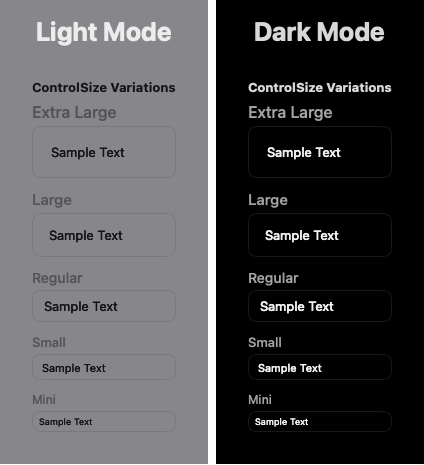 Light Mode
ControlSize Variations
Extra Large
Sample Text
Large
Sample Text
Regular
Sample Text
Small
Sample Text
Mini
Sample Text
Dark Mode
ControlSize Variations
Extra Large
Sample Text
Large
Sample Text
Regular
Sample Text
Small
Sample Text
Mini
Sample Text